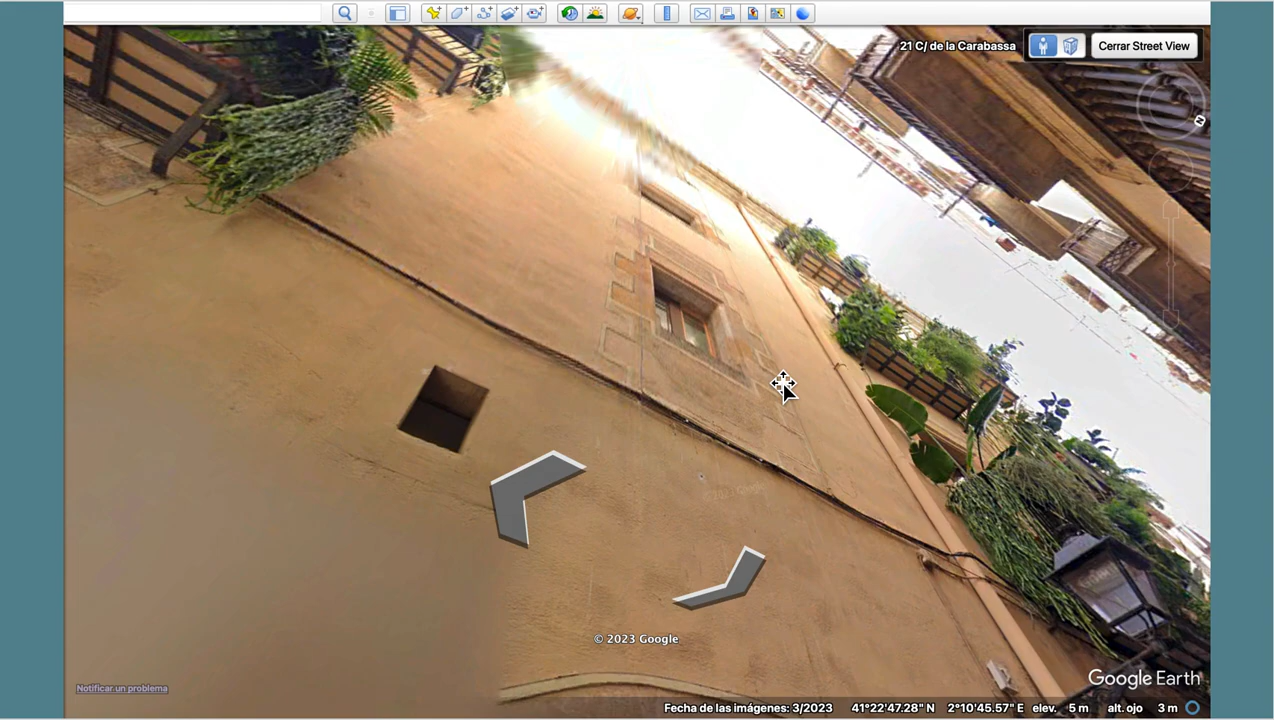 21 C/ de la Carabassa
Cerrar Street View
© 2023 Google
Notificar un problema
Google Earth
Fecha de las imágenes: 3/2023 41°22'47.28" N 2°10'45.57" E elev. 5 m alt. ojo 3 m